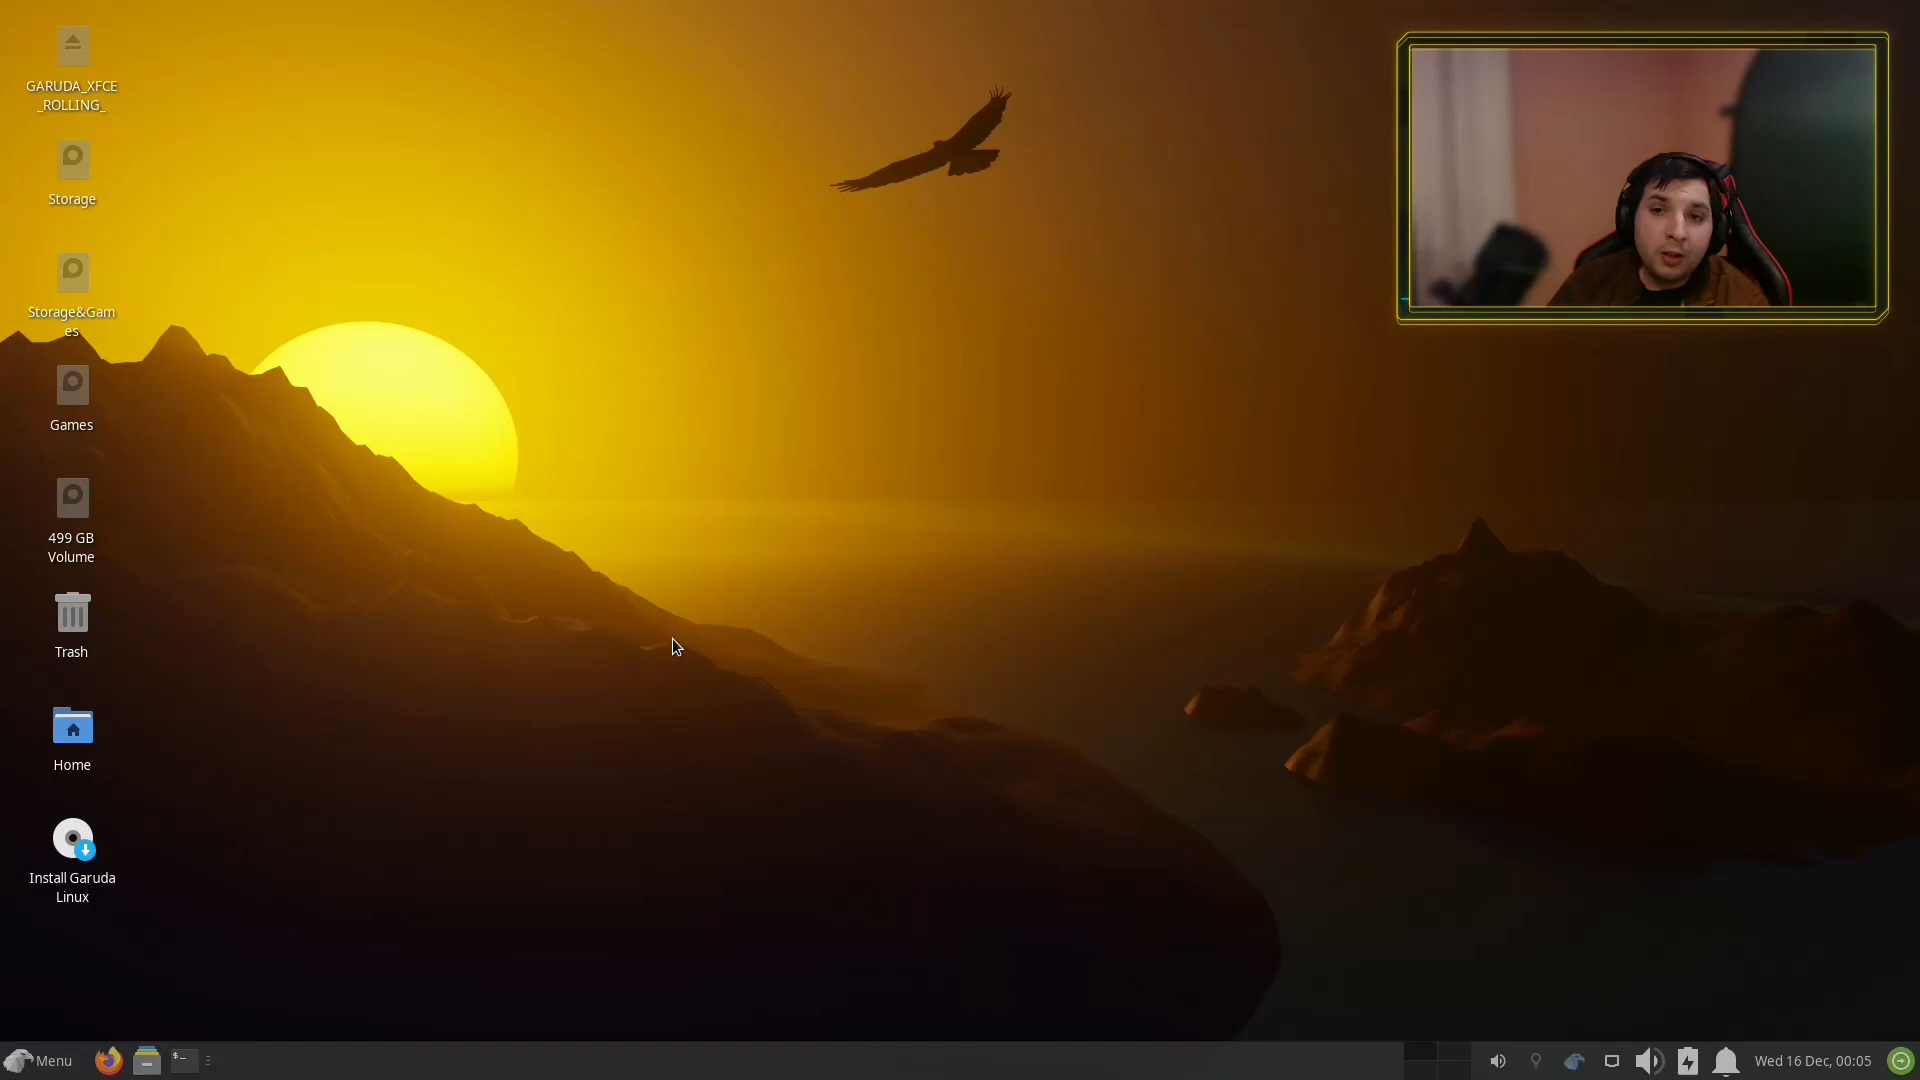 GARUDA_XFCE
_ROLLING_
Storage
Storage&Gam
es
Games
499 GB
Volume
Trash
Home
Install Garuda
Linux
Menu
$_
Wed 16 Dec, 00:05